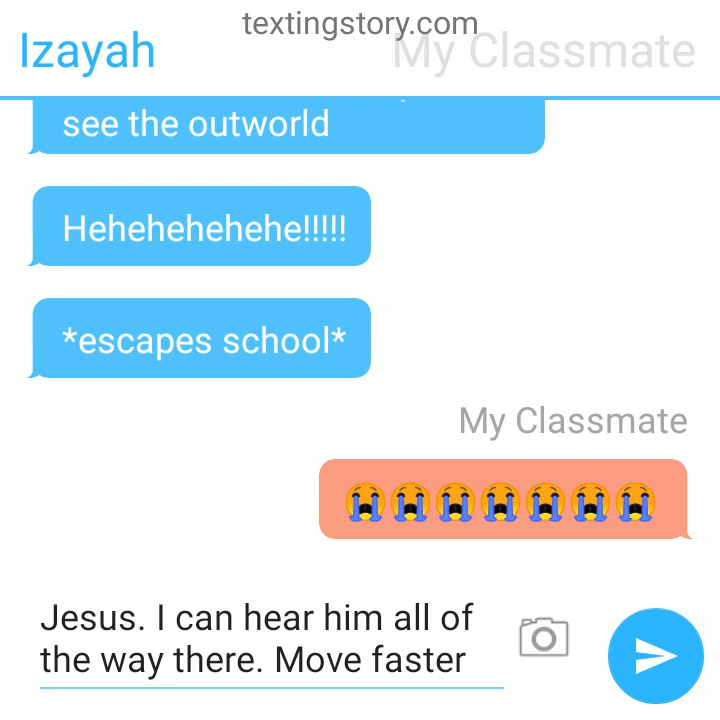 textingstory.com
Izayah
My Classmate
see the outworld
Hehehehehehe!!!!!
*escapes school*
My Classmate
😭😭😭😭😭😭😭
Jesus. I can hear him all of
the way there. Move faster